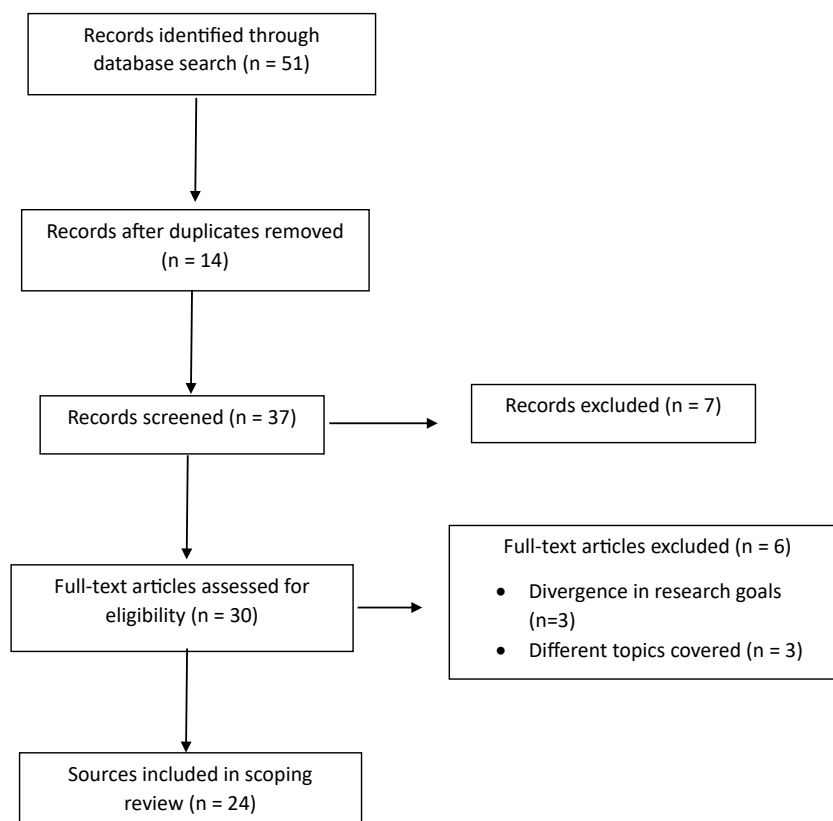 Records identified through
database search (n = 51)
Records after duplicates removed
(n = 14)
Records screened (n = 37)
Records excluded (n = 7)
Full-text articles assessed for
eligibility (n = 30)
Full-text articles excluded (n = 6)
• Divergence in research goals
(n=3)
• Different topics covered (n = 3)
Sources included in scoping
review (n = 24)